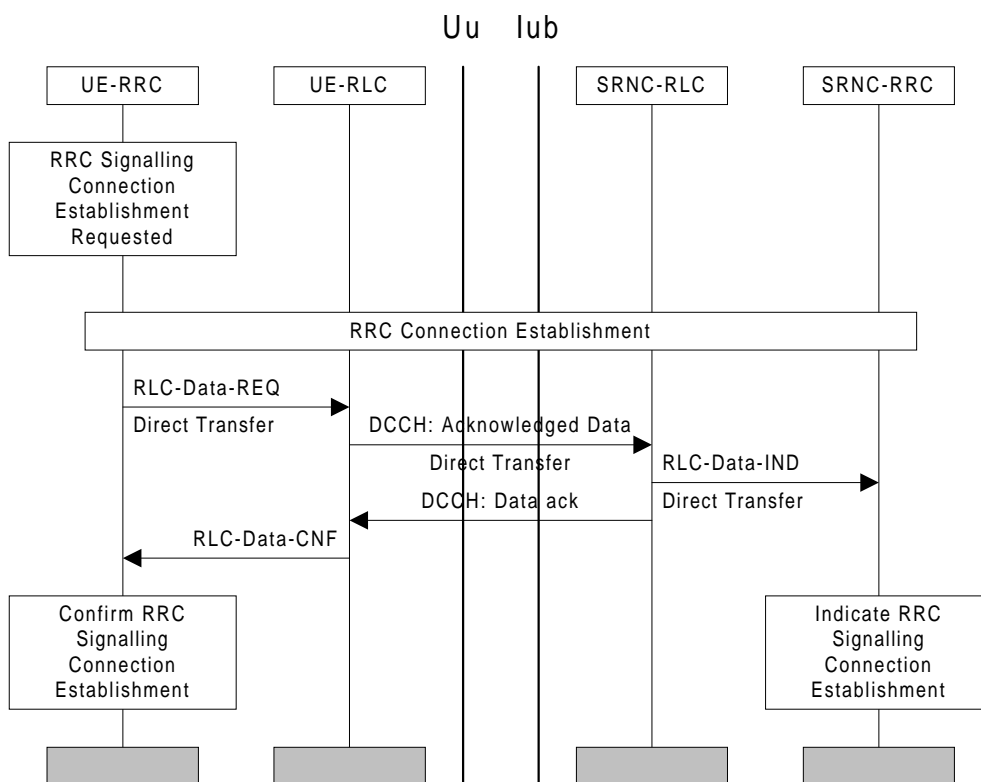 Uu Iub
UE-RRC UE-RLC SRNC-RLC SRNC-RRC
RRC Signalling
Connection
Establishment
Requested
RRC Connection Establishment
RLC-Data-REQ
Direct Transfer
DCCH: Acknowledged Data
Direct Transfer
RLC-Data-IND
Direct Transfer
DCCH: Data ack
RLC-Data-CNF
Confirm RRC
Signalling
Connection
Establishment
Indicate RRC
Signalling
Connection
Establishment